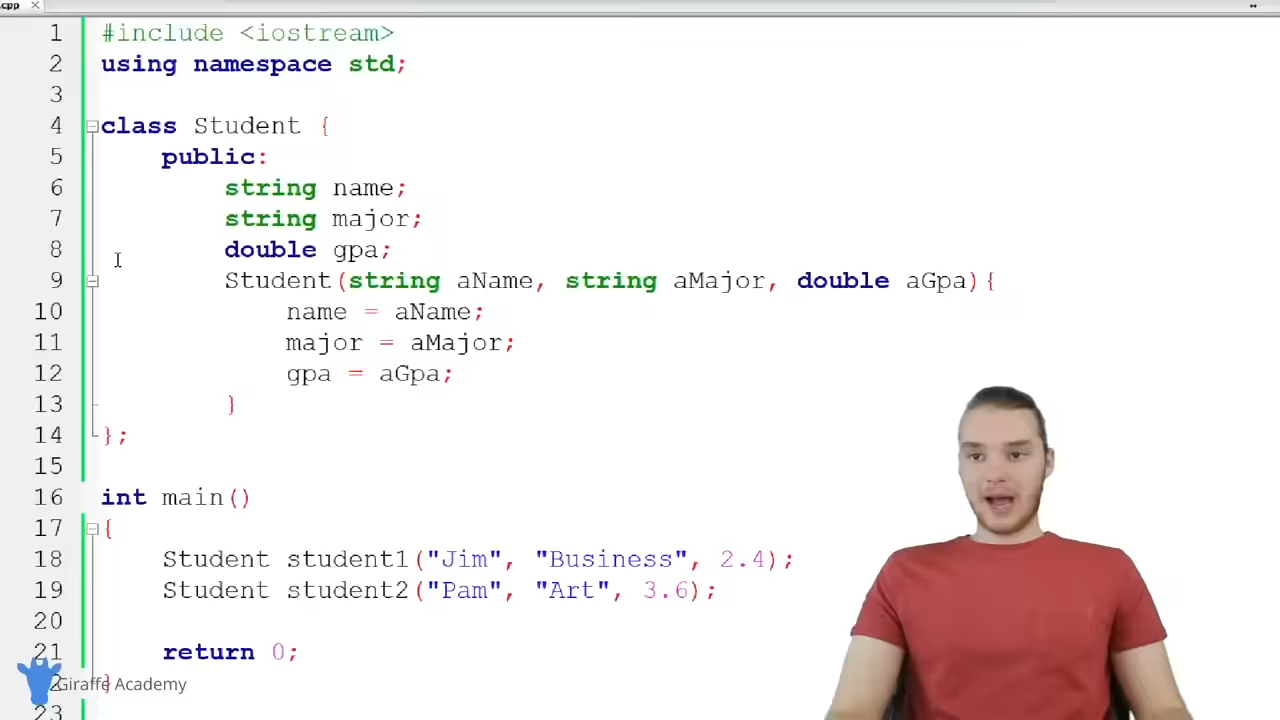 .cpp
1 #include <iostream>
2 using namespace std;
3
4 class Student {
5 public:
6 string name;
7 string major;
8 double gpa;
9 Student(string aName, string aMajor, double aGpa){
10 name = aName;
11 major = aMajor;
12 gpa = aGpa;
13 }
14 };
15
16 int main()
17 {
18 Student student1("Jim", "Business", 2.4);
19 Student student2("Pam", "Art", 3.6);
20
21 return 0;
}
Giraffe Academy
23